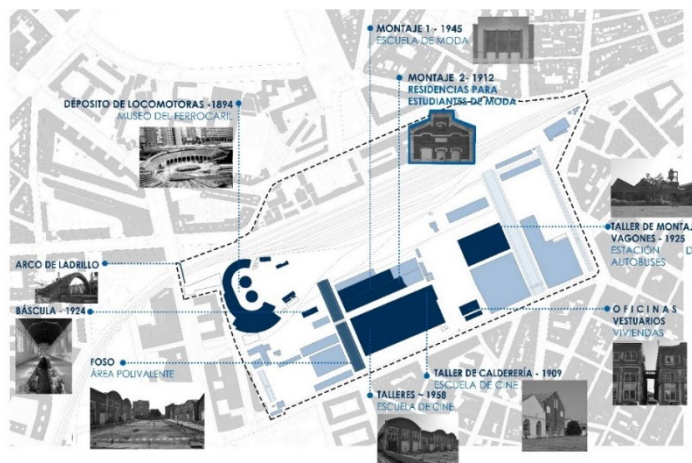 MONTAJE 1 - 1945
ESCUELA DE MODA
MONTAJE 2- 1912
RESIDENCIAS PARA
ESTUDIANTES DE MODA
DÉPOSITO DE LOCOMOTORAS -1894
MUSEO DEL FERROCARIL
TALLER DE MONTAJ
VAGONES - 1925
ESTACIÓN D
AUTOBUSES
ARCO DE LADRILLO
BÁSCULA - 1924
OFICINAS
VESTUARIOS
VIVIENDAS
FOSO
ÁREA POLIVALENTE
TALLER DE CALDERERÍA - 1909
ESCUELA DE CINE
TALLERES - 1958
ESCUELA DE CINE